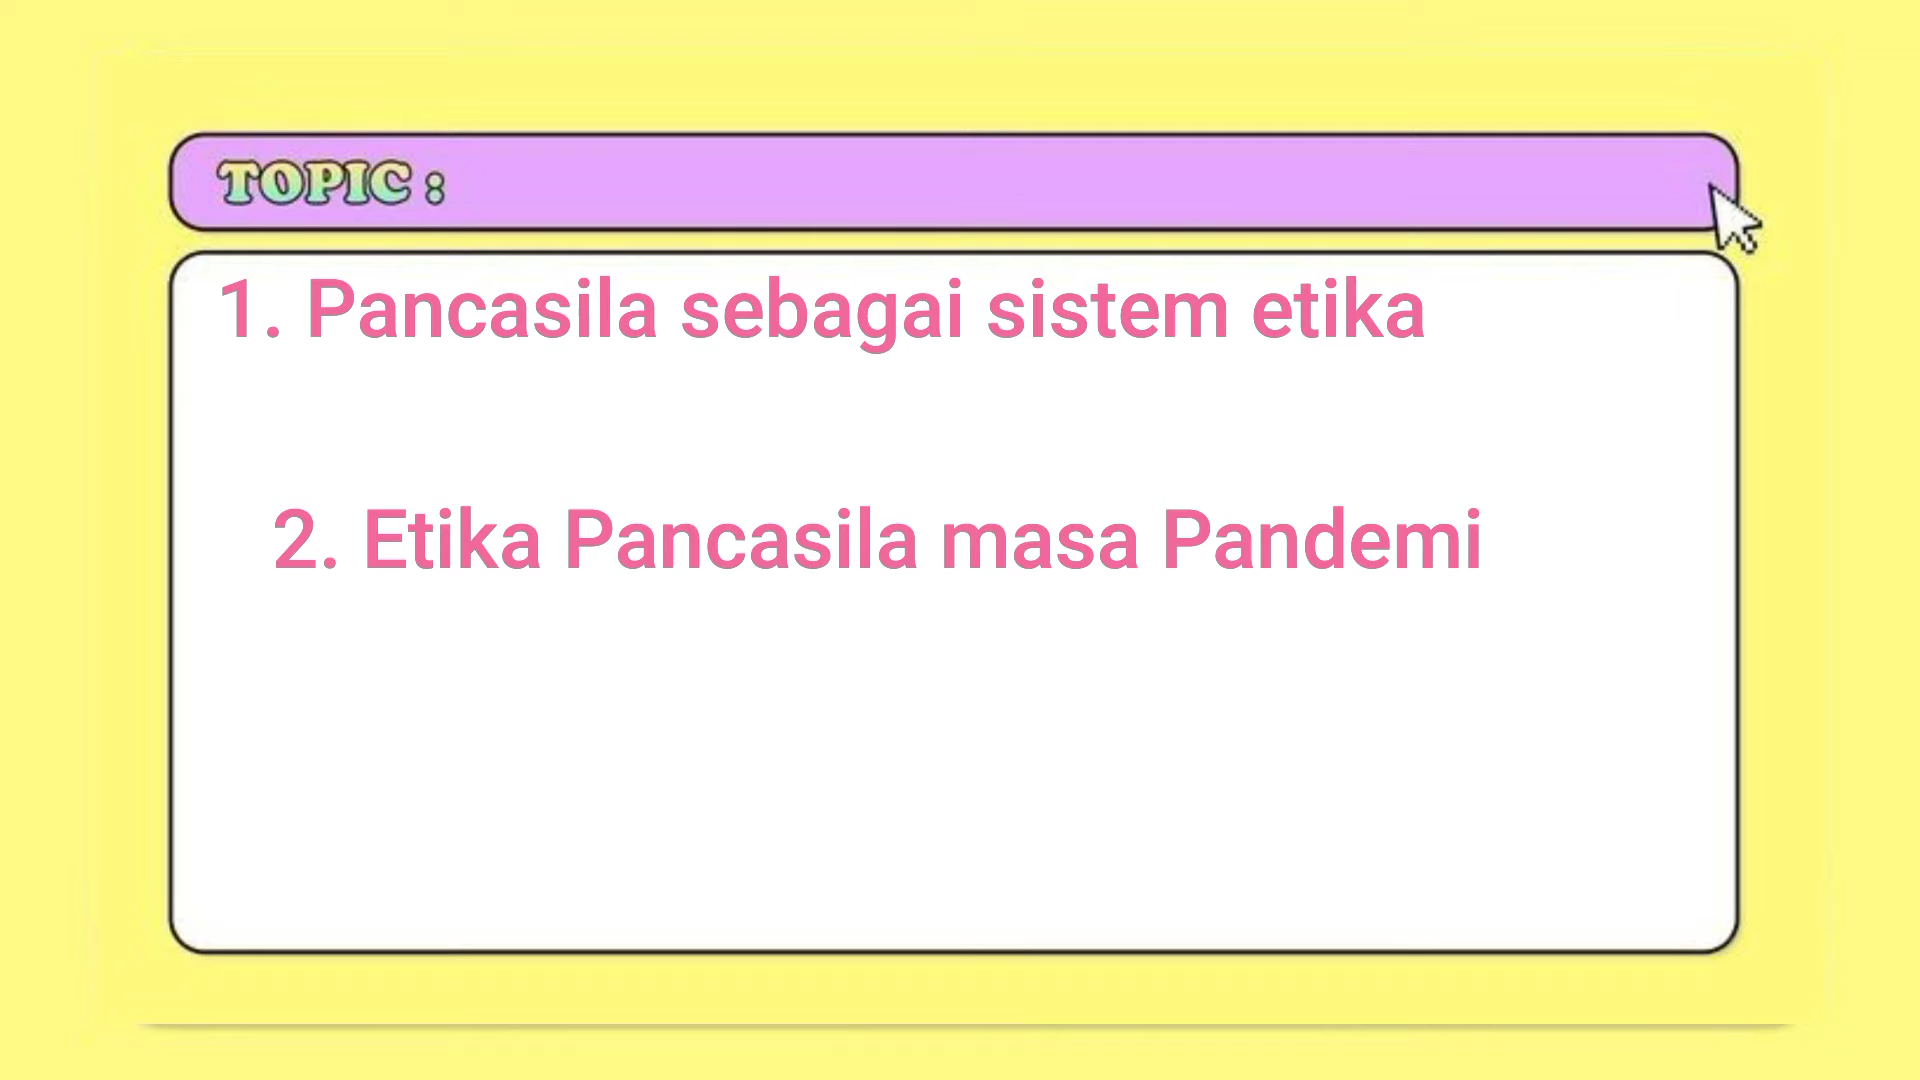 TOPIC :
1. Pancasila sebagai sistem etika
2. Etika Pancasila masa Pandemi